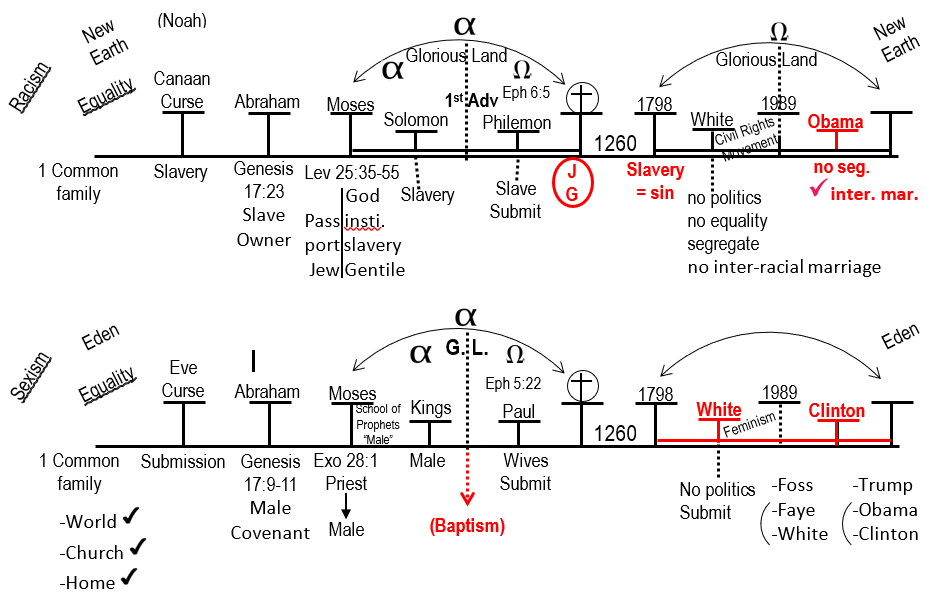 Racism
New
Earth
Equality
(Noah)
Canaan
Curse
Abraham
Moses
α
Glorious Land
α
Ω
1st Adv
Eph 6:5
Solomon
Philemon
1260
1798
White
Civil Rights
Movement
Ω
Glorious Land
1989
Obama
New
Earth
1 Common
family
Slavery
Genesis
17:23
Slave
Owner
Lev 25:35-55
God
Pass insti.
port slavery
Jew Gentile
Slavery
Slave
Submit
J
G
Slavery
= sin
no politics
no equality
segregate
no inter-racial marriage
no seg.
✓ inter. mar.
Sexism
Eden
Equality
Eve
Curse
Abraham
Moses
School of
Prophets
“Male”
α
α
G. L.
Ω
Eph 5:22
Kings
Paul
1260
1798
White
Feminism
1989
Clinton
Eden
1 Common
family
-World ✓
-Church ✓
-Home ✓
Submission
Genesis
17:9-11
Male
Covenant
Exo 28:1
Priest
Male
Male
(Baptism)
Wives
Submit
No politics
Submit
-Foss
-Faye
-White
-Trump
-Obama
-Clinton